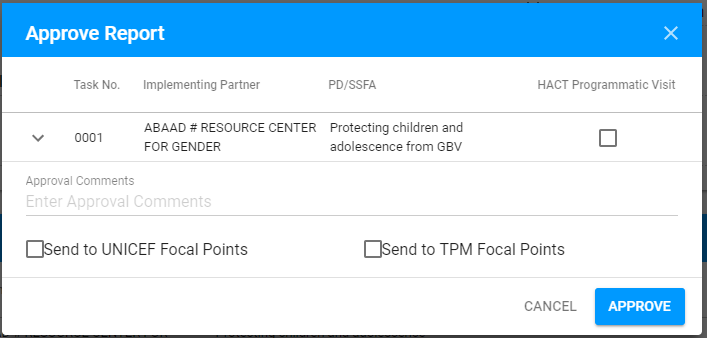 Approve Report
Task No. Implementing Partner PD/SSFA HACT Programmatic Visit
0001 ABAAD # RESOURCE CENTER FOR GENDER Protecting children and adolescence from GBV
Approval Comments
Enter Approval Comments
Send to UNICEF Focal Points Send to TPM Focal Points
CANCEL APPROVE